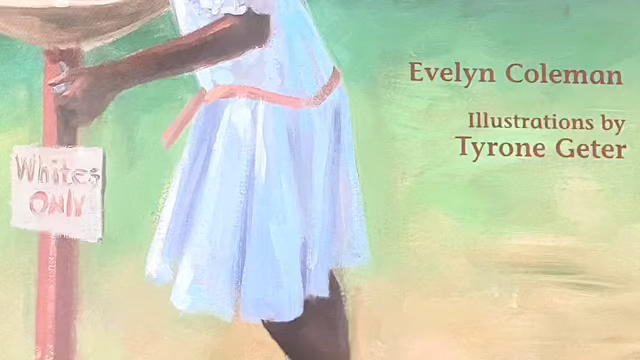 Evelyn Coleman
Illustrations by
Tyrone Geter
Whites
ONLY